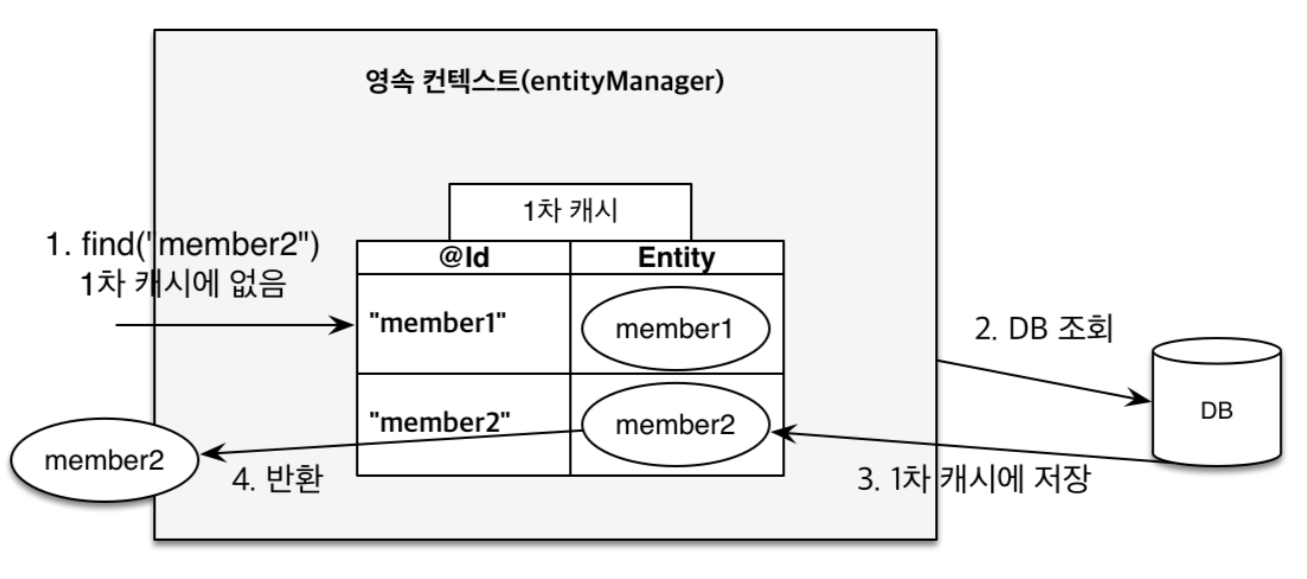 영속 컨텍스트(entityManager)
1차 캐시
1. find("member2")
1차 캐시에 없음
@Id
Entity
"member1"
member1
2. DB 조회
DB
"member2"
member2
member2
4. 반환
3. 1차 캐시에 저장